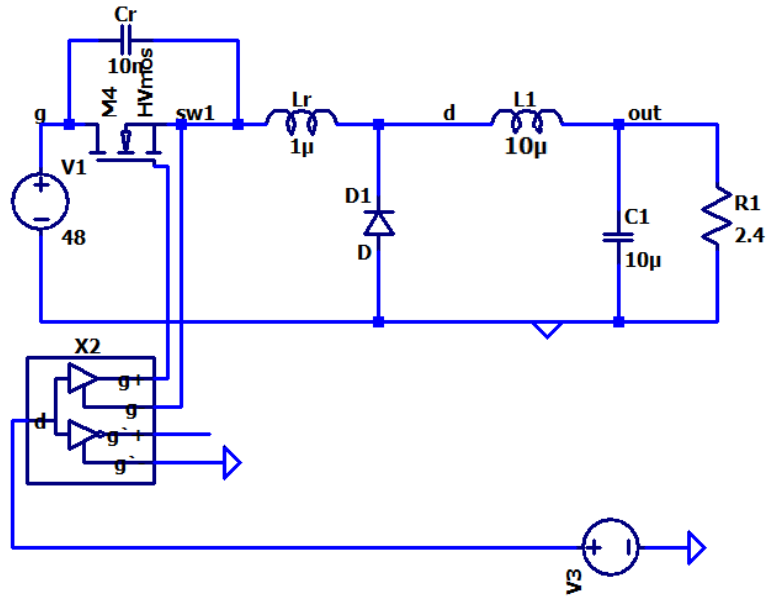 Cr
10n
M4
HVmos
g
sw1
Lr
1µ
d
L1
10µ
out
V1
48
D1
D
C1
10µ
R1
2.4
X2
g+
g
d
g`+
g`
V3